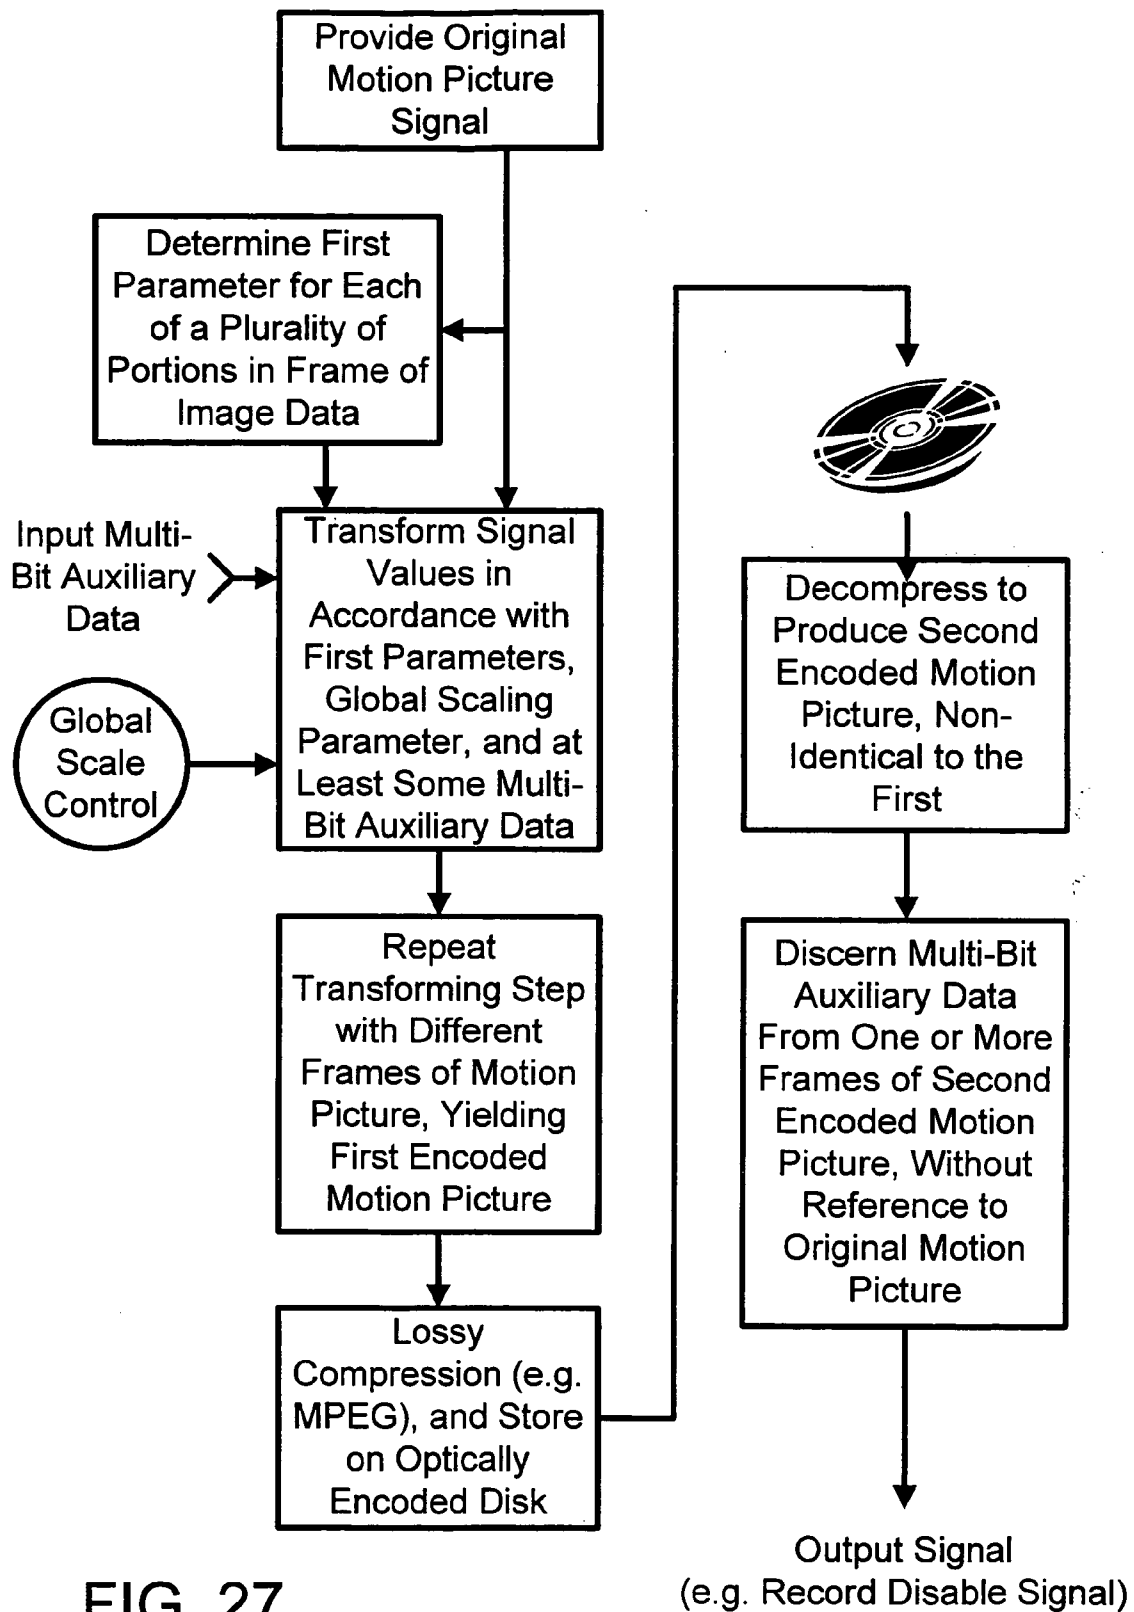 Provide Original
Motion Picture
Signal
Determine First
Parameter for Each
of a Plurality of
Portions in Frame of
Image Data
Input Multi-
Bit Auxiliary
Data
Global
Scale
Control
Transform Signal
Values in
Accordance with
First Parameters,
Global Scaling
Parameter, and at
Least Some Multi-
Bit Auxiliary Data
Repeat
Transforming Step
with Different
Frames of Motion
Picture, Yielding
First Encoded
Motion Picture
Lossy
Compression (e.g.
MPEG), and Store
on Optically
Encoded Disk
Decompress to
Produce Second
Encoded Motion
Picture, Non-
Identical to the
First
Discern Multi-Bit
Auxiliary Data
From One or More
Frames of Second
Encoded Motion
Picture, Without
Reference to
Original Motion
Picture
Output Signal
(e.g. Record Disable Signal)
FIG. 27